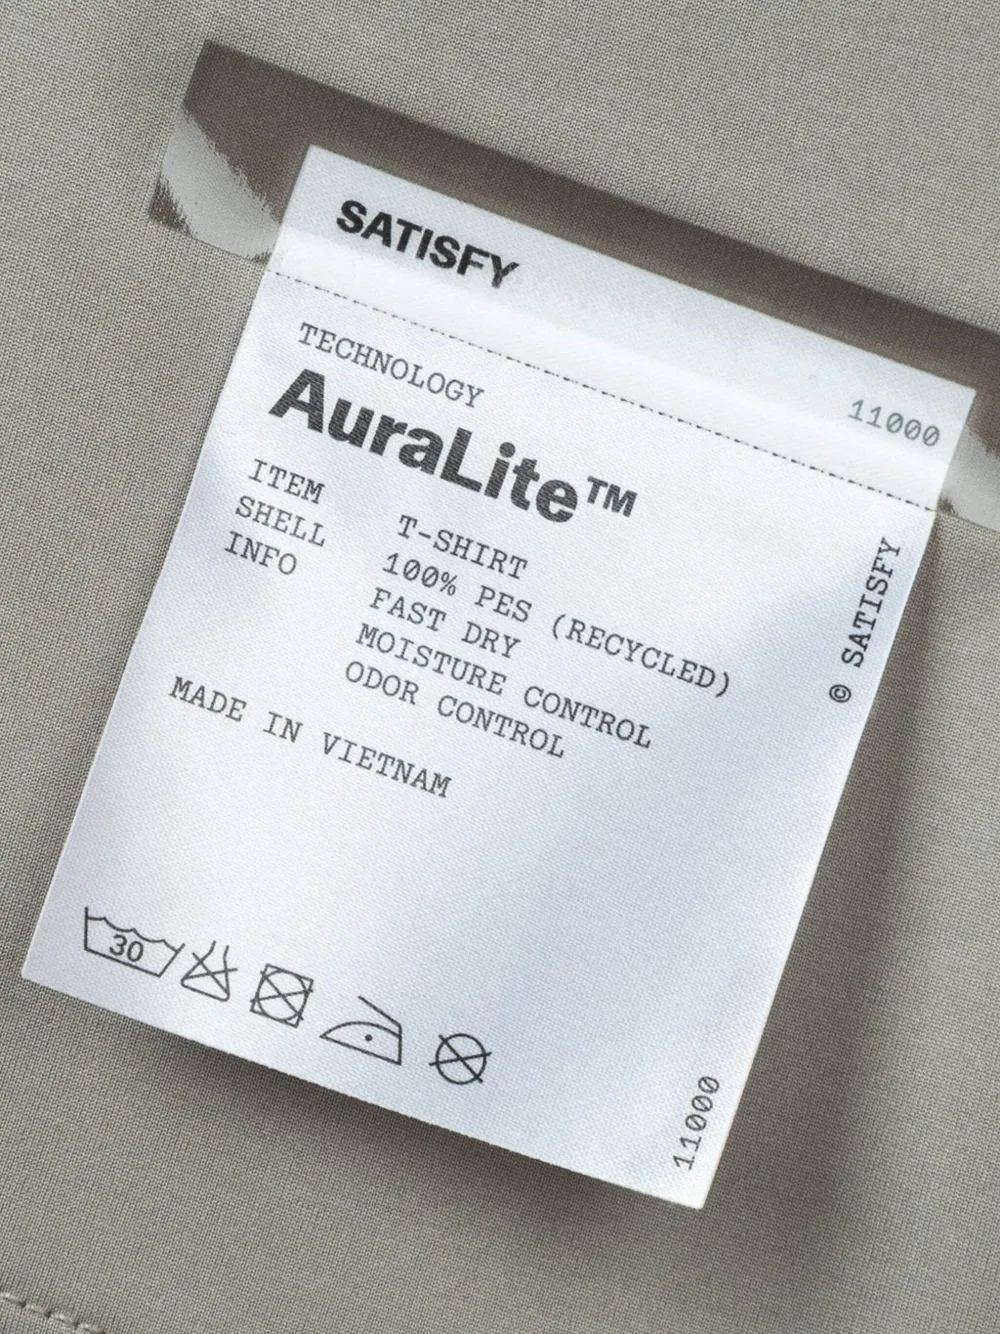 SATISFY
11000
TECHNOLOGY
AuraLite™
ITEM T-SHIRT
SHELL 100% PES (RECYCLED)
INFO FAST DRY
MOISTURE CONTROL
ODOR CONTROL
MADE IN VIETNAM
© SATISFY
30
11000